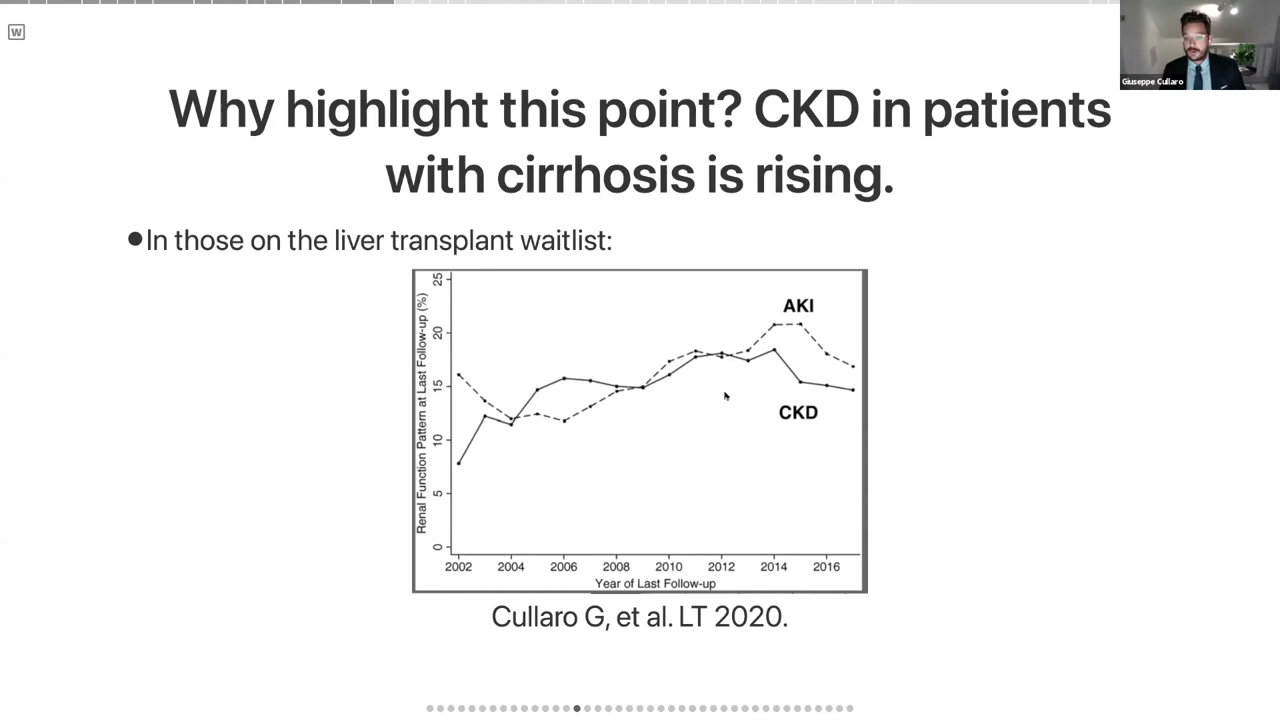 W
Giuseppe Cullaro
Why highlight this point? CKD in patients
with cirrhosis is rising.
●In those on the liver transplant waitlist:
Renal Function Pattern at Last Follow-up (%)
25
20
15
10
5
0
AKI
CKD
2002 2004 2006 2008 2010 2012 2014 2016
Year of Last Follow-up
Cullaro G, et al. LT 2020.